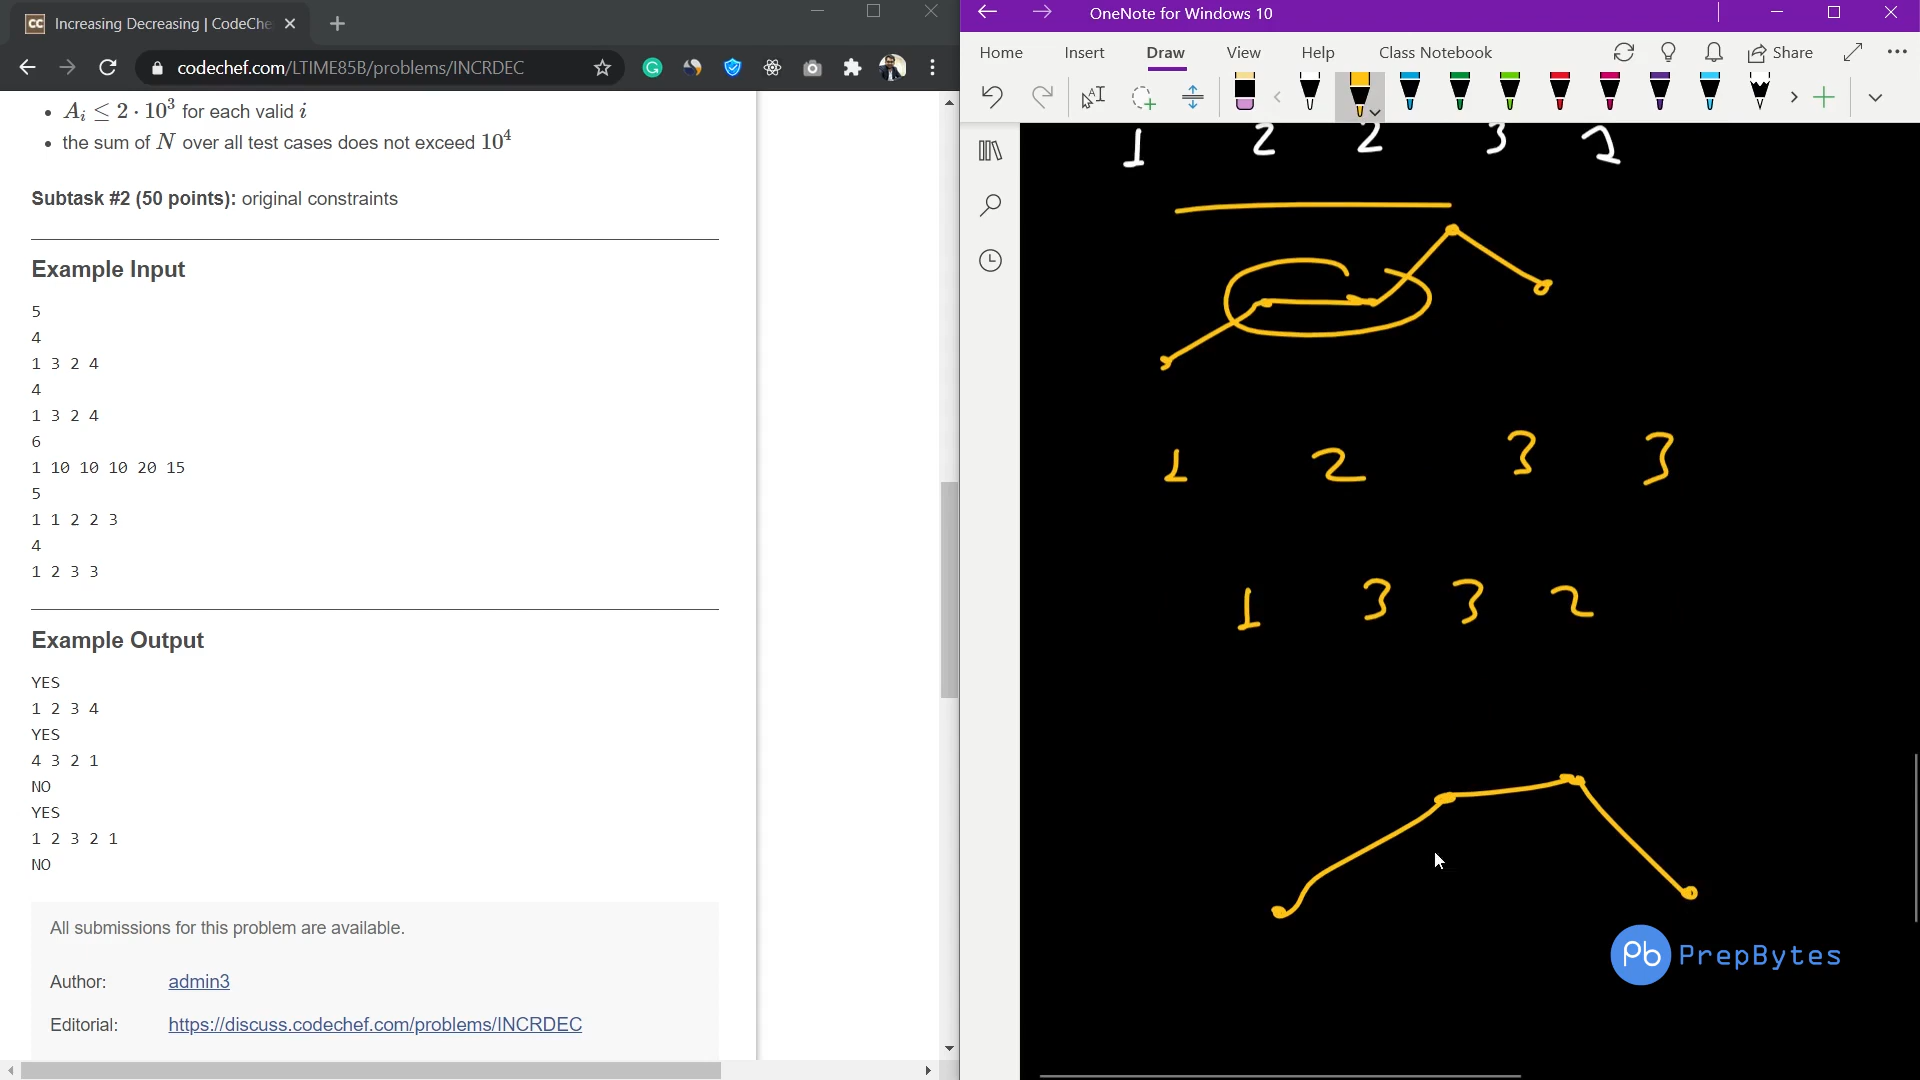 Increasing Decreasing | CodeChe
codechef.com/LTIME85B/problems/INCRDEC
A_i ≤ 2 · 10^3 for each valid i
the sum of N over all test cases does not exceed 10^4
Subtask #2 (50 points): original constraints
Example Input
5
4
1 3 2 4
4
1 3 2 4
6
1 10 10 10 20 15
5
1 1 2 2 3
4
1 2 3 3
Example Output
YES
1 2 3 4
YES
4 3 2 1
NO
YES
1 2 3 2 1
NO
All submissions for this problem are available.
Author: admin3
Editorial: https://discuss.codechef.com/problems/INCRDEC
OneNote for Windows 10
Home Insert Draw View Help Class Notebook Share
1 2 2 3 2
1 2 3 3
1 3 3 2
Pb PrepBytes